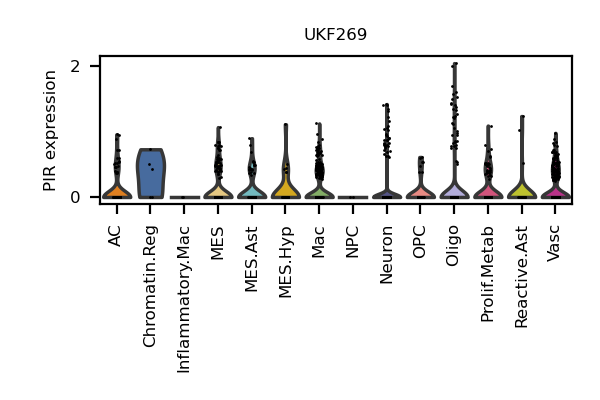 UKF269
PIR expression
2
0
AC
Chromatin.Reg
Inflammatory.Mac
MES
MES.Ast
MES.Hyp
Mac
NPC
Neuron
OPC
Oligo
Prolif.Metab
Reactive.Ast
Vasc